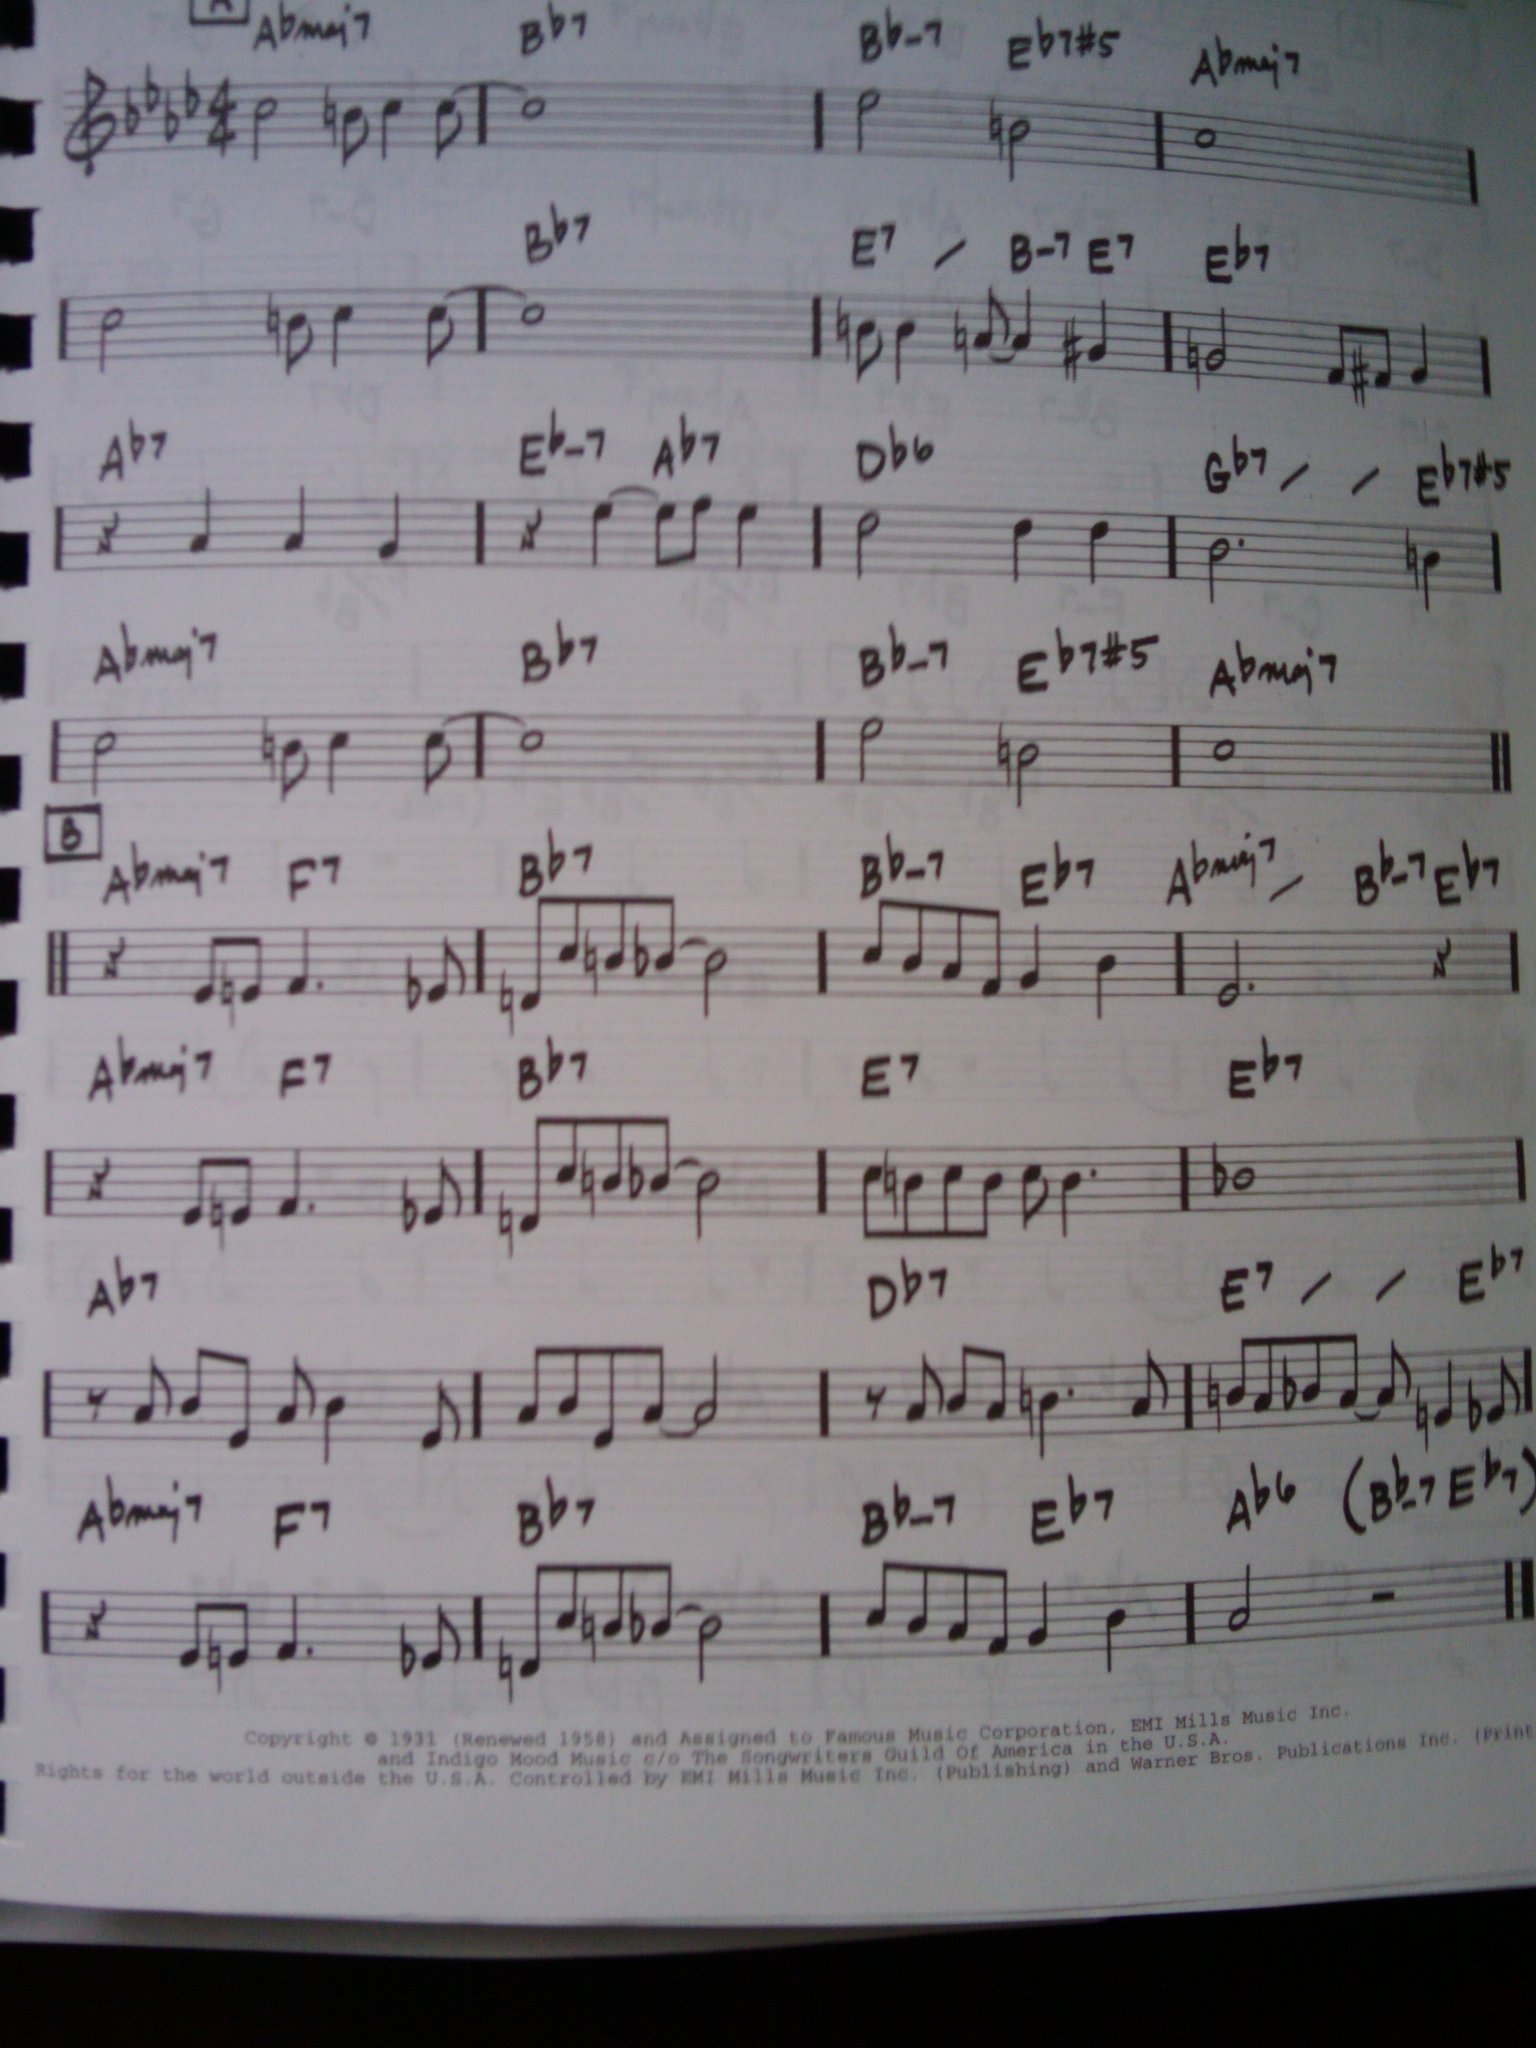 A
Abmaj7 Bb7 Bb-7 Eb7#5 Abmaj7
Bb7 E7 / B-7 E7 Eb7
Ab7 Eb-7 Ab7 Db6 Gb7 / / Eb7#5
Abmaj7 Bb7 Bb-7 Eb7#5 Abmaj7
B
Abmaj7 F7 Bb7 Bb-7 Eb7 Abmaj7 / Bb-7 Eb7
Abmaj7 F7 Bb7 E7 Eb7
Ab7 Db7 E7 / / Eb7
Abmaj7 F7 Bb7 Bb-7 Eb7 Ab6 (Bb-7 Eb7)
Copyright © 1931 (Renewed 1958) and Assigned to Famous Music Corporation, EMI Mills Music Inc.
and Indigo Mood Music c/o The Songwriters Guild Of America in the U.S.A.
Rights for the world outside the U.S.A. Controlled by EMI Mills Music Inc. (Publishing) and Warner Bros. Publications Inc. (Print